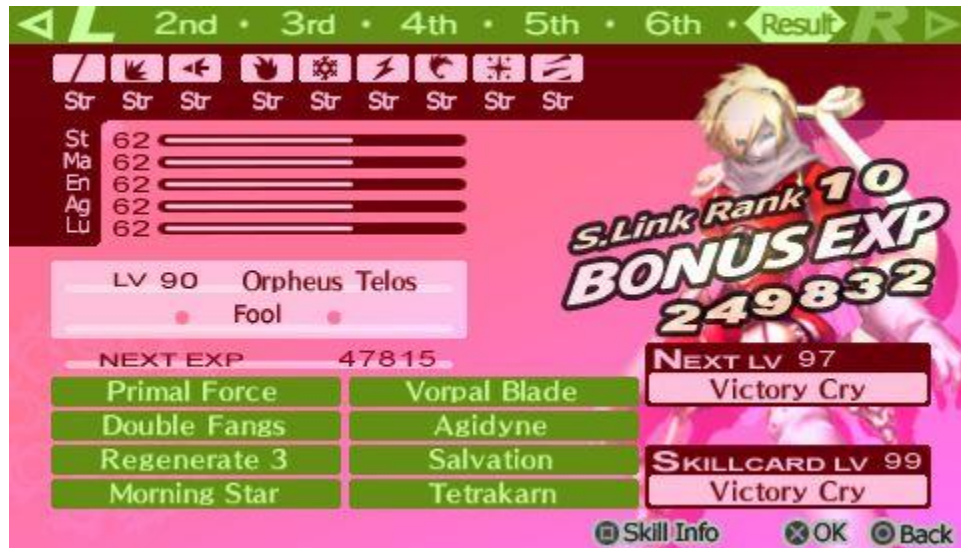 L 2nd · 3rd · 4th · 5th · 6th · Result R
Str Str Str Str Str Str Str Str Str
St 62
Ma 62
En 62
Ag 62
Lu 62
S.Link Rank 10
BONUS EXP
249832
LV 90 Orpheus Telos
Fool
NEXT EXP 47815
NEXT LV 97
Victory Cry
Primal Force Vorpal Blade
Double Fangs Agidyne
Regenerate 3 Salvation
Morning Star Tetrakarn
SKILLCARD LV 99
Victory Cry
Skill Info OK Back